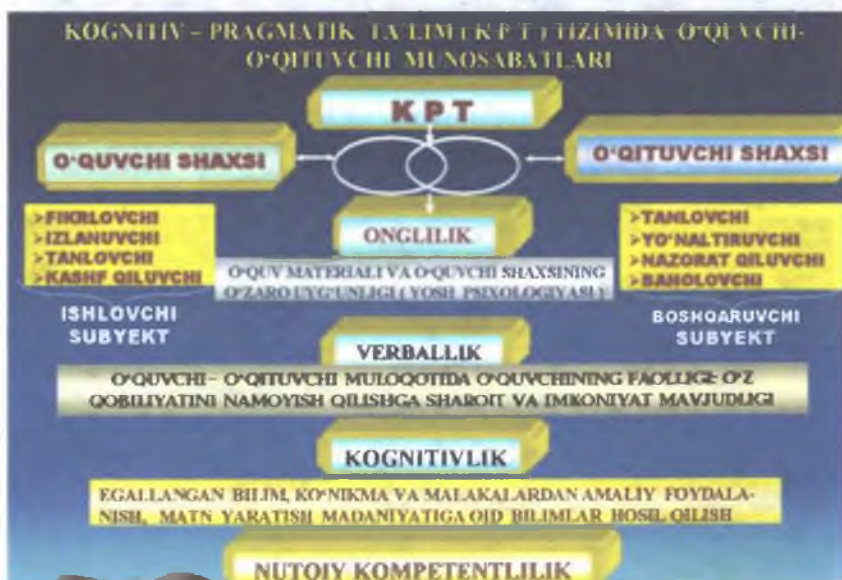 KOGNITIV – PRAGMATIK TA'LIM ( K P T ) TIZIMIDA O'QUVCHI-
O'QITUVCHI MUNOSABATLARI
K P T
O'QUVCHI SHAXSI
O'QITUVCHI SHAXSI
>FIKRLOVCHI
>IZLANUVCHI
>TANLOVCHI
>KASHF QILUVCHI
ISHLOVCHI
SUBYEKT
>TANLOVCHI
>YO'NALTIRUVCHI
>NAZORAT QILUVCHI
>BAHOLOVCHI
BOSHQARUVCHI
SUBYEKT
ONGLILIK
O'QUV MATERIALI VA O'QUVCHI SHAXSINING
O'ZARO UYG'UNLIGI ( YOSH PSIXOLOGIYASI )
VERBALLIK
O'QUVCHI– O'QITUVCHI MULOQOTIDA O'QUVCHINING FAOLLIGI: O'Z
QOBILIYATINI NAMOYISH QILISHGA SHAROIT VA IMKONIYAT MAVJUDLIGI
KOGNITIVLIK
EGALLANGAN BILIM, KO'NIKMA VA MALAKALARDAN AMALIY FOYDALA-
NISH, MATN YARATISH MADANIYATIGA OID BILIMLAR HOSIL QILISH
NUTQIY KOMPETENTLILIK